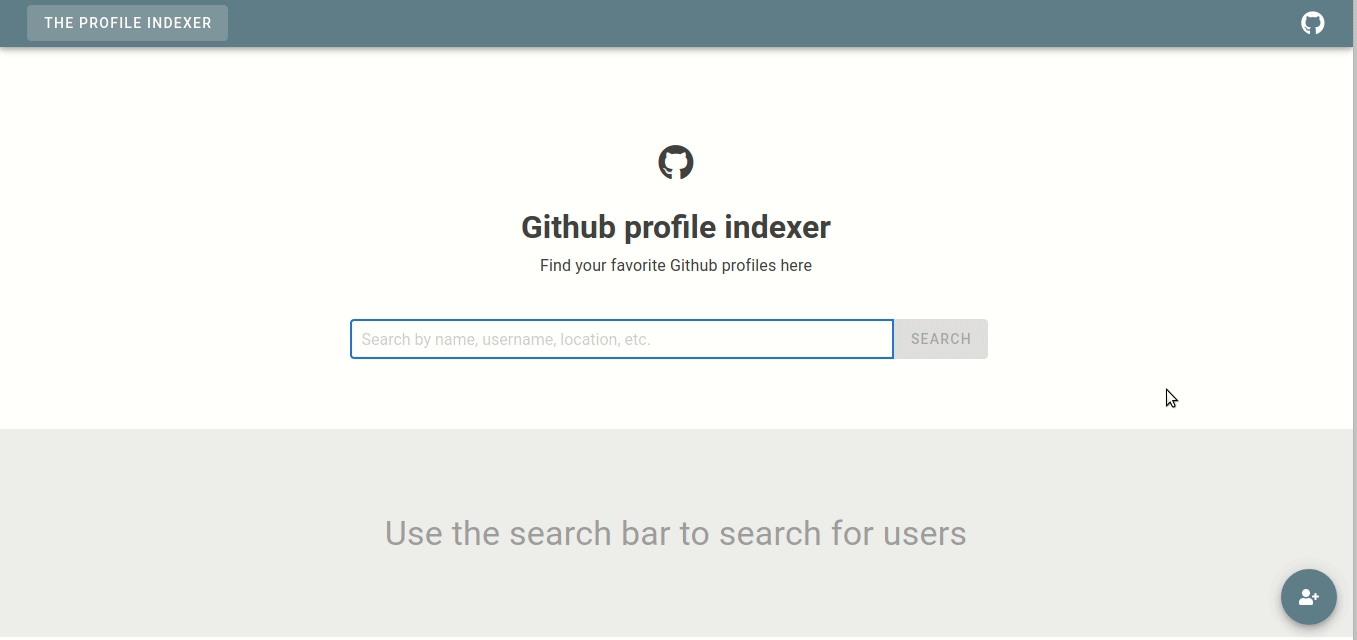 THE PROFILE INDEXER
Github profile indexer
Find your favorite Github profiles here
Search by name, username, location, etc.
SEARCH
Use the search bar to search for users